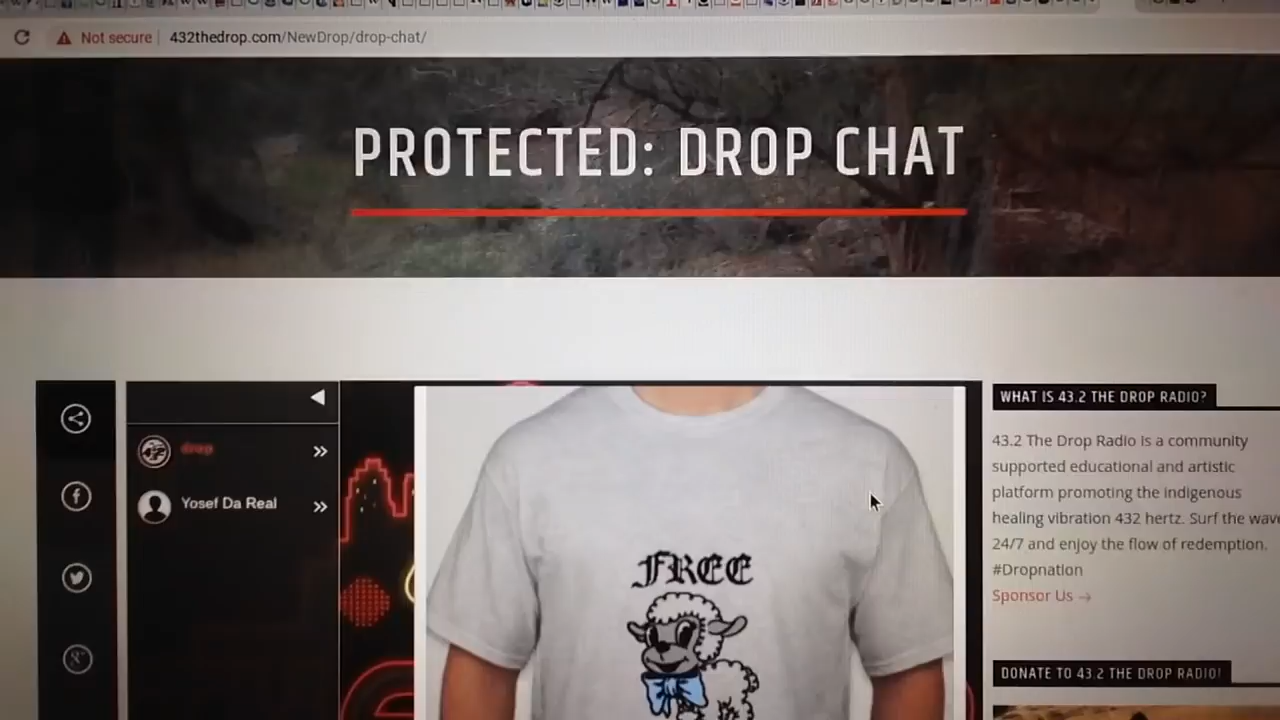 Not secure
432thedrop.com/NewDrop/drop-chat/
PROTECTED: DROP CHAT
drop
Yosef Da Real
FREE
WHAT IS 43.2 THE DROP RADIO?
43.2 The Drop Radio is a community
supported educational and artistic
platform promoting the indigenous
healing vibration 432 hertz. Surf the wave
24/7 and enjoy the flow of redemption.
#Dropnation
Sponsor Us →
DONATE TO 43.2 THE DROP RADIO!